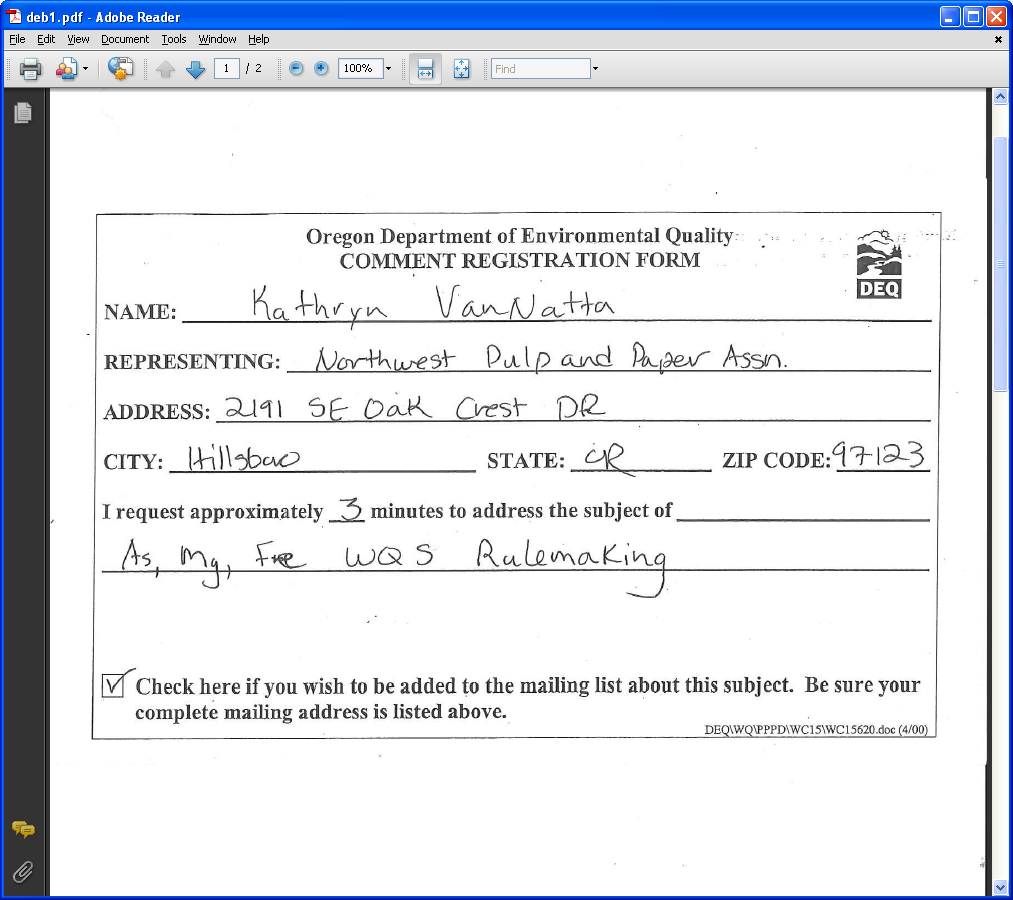 deb1.pdf - Adobe Reader
File Edit View Document Tools Window Help
1 / 2 100% Find
Oregon Department of Environmental Quality
COMMENT REGISTRATION FORM
DEQ
NAME: Kathryn VanNatta
REPRESENTING: Northwest Pulp and Paper Assn.
ADDRESS: 2191 SE Oak Crest DR
CITY: Hillsboro STATE: OR ZIP CODE: 97123
I request approximately 3 minutes to address the subject of
As, Mg, WQS Rulemaking
Check here if you wish to be added to the mailing list about this subject. Be sure your
complete mailing address is listed above.
DEQ\WQ\PPPD\WC15\WC15620.doc (4/00)